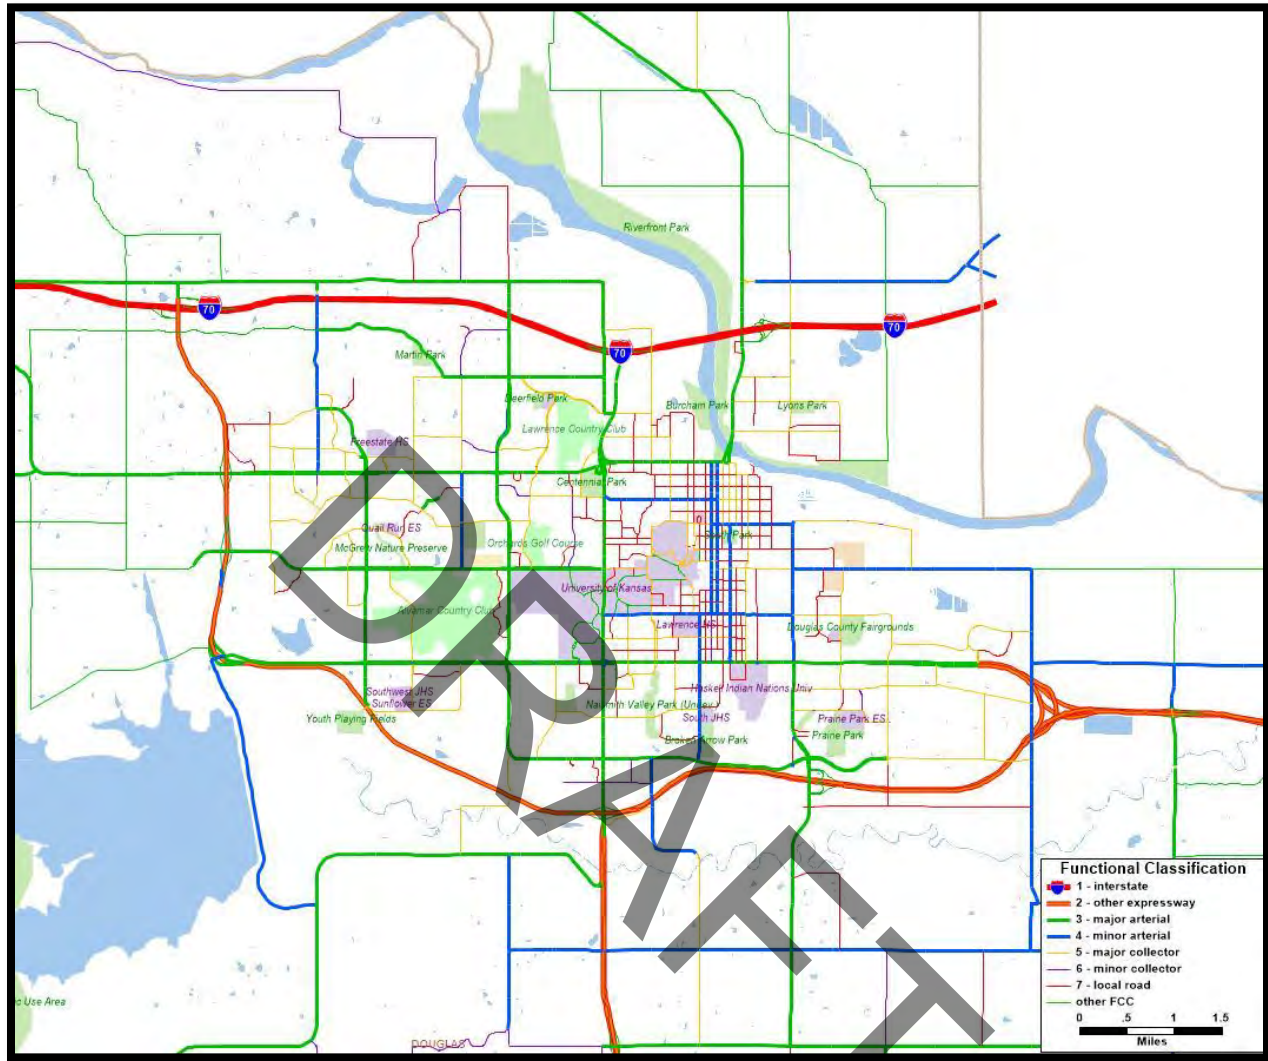 Riverfront Park
70
70
70
Martin Park
Deerfield Park
Burcham Park
Lyons Park
Lawrence Country Club
Freestate HS
Centennial Park
Quail Run ES
South Park
McGrew Nature Preserve
Orchards Golf Course
University of Kansas
Alvamar Country Club
Lawrence HS
Douglas County Fairgrounds
Haskell Indian Nations Univ
Southwest JHS
Sunflower ES
Naismith Valley Park (Undev.)
Youth Playing Fields
South JHS
Prairie Park ES
Prairie Park
Broken Arrow Park
DRAFT
c Use Area
DOUGLAS
Functional Classification
1 - interstate
2 - other expressway
3 - major arterial
4 - minor arterial
5 - major collector
6 - minor collector
7 - local road
other FCC
0 .5 1 1.5
Miles